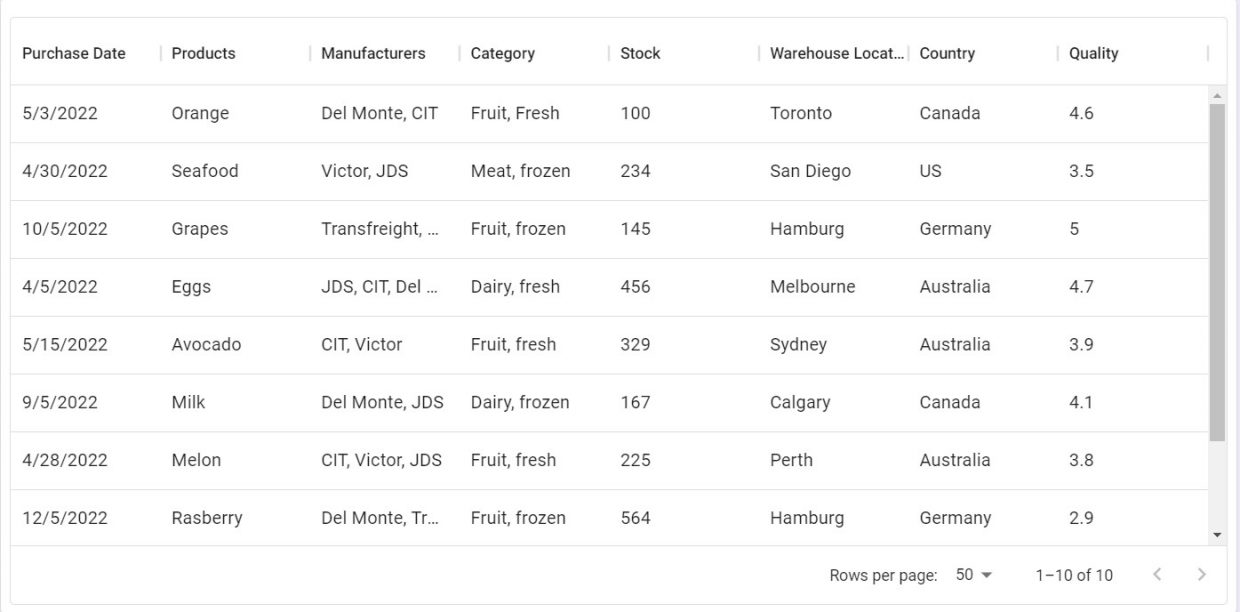 Purchase Date Products Manufacturers Category Stock Warehouse Locat... Country Quality
5/3/2022 Orange Del Monte, CIT Fruit, Fresh 100 Toronto Canada 4.6
4/30/2022 Seafood Victor, JDS Meat, frozen 234 San Diego US 3.5
10/5/2022 Grapes Transfreight, ... Fruit, frozen 145 Hamburg Germany 5
4/5/2022 Eggs JDS, CIT, Del ... Dairy, fresh 456 Melbourne Australia 4.7
5/15/2022 Avocado CIT, Victor Fruit, fresh 329 Sydney Australia 3.9
9/5/2022 Milk Del Monte, JDS Dairy, frozen 167 Calgary Canada 4.1
4/28/2022 Melon CIT, Victor, JDS Fruit, fresh 225 Perth Australia 3.8
12/5/2022 Rasberry Del Monte, Tr... Fruit, frozen 564 Hamburg Germany 2.9
Rows per page: 50 1–10 of 10